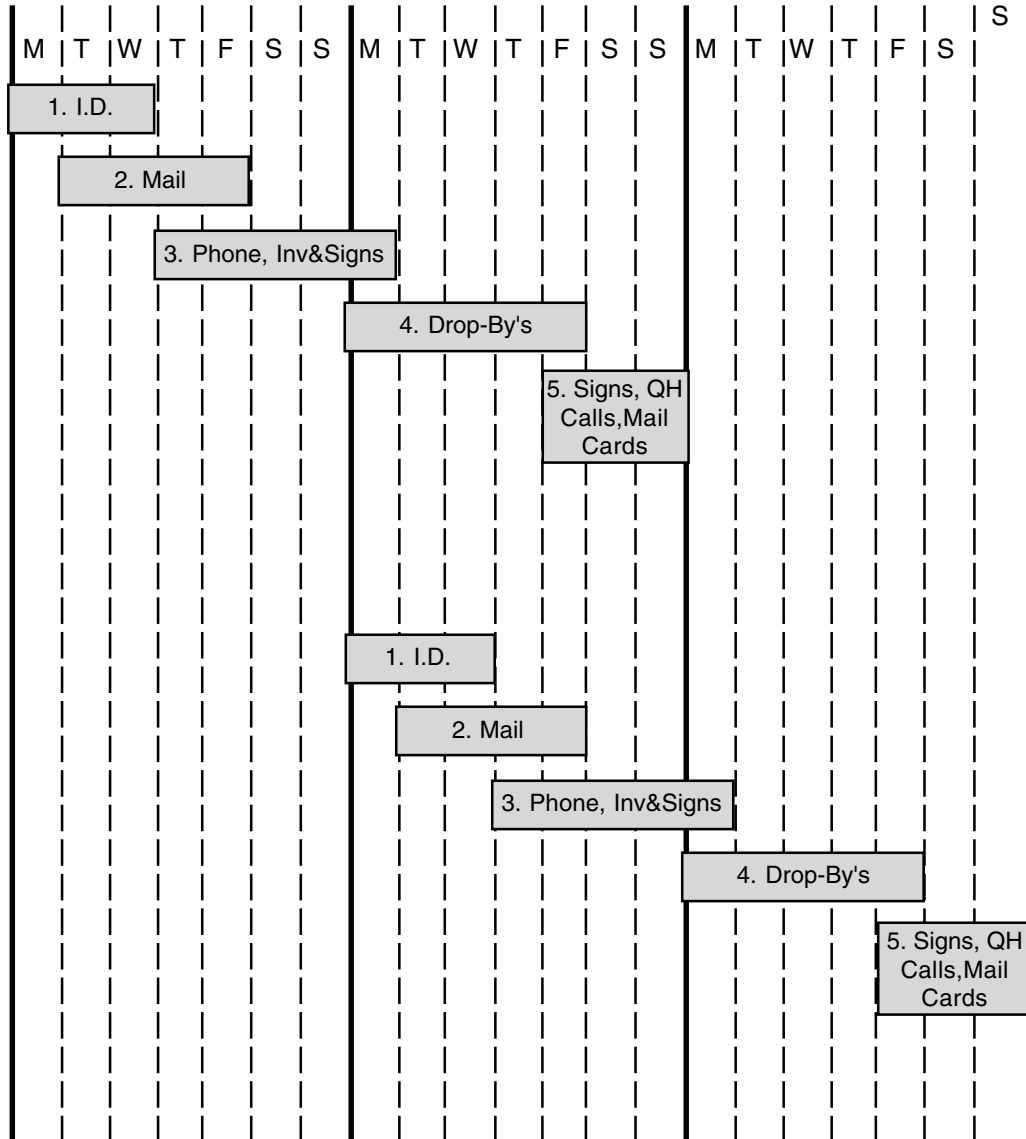 S
M T W T F S S M T W T F S S M T W T F S
1. I.D.
2. Mail
3. Phone, Inv&Signs
4. Drop-By's
5. Signs, QH
Calls,Mail
Cards
1. I.D.
2. Mail
3. Phone, Inv&Signs
4. Drop-By's
5. Signs, QH
Calls,Mail
Cards